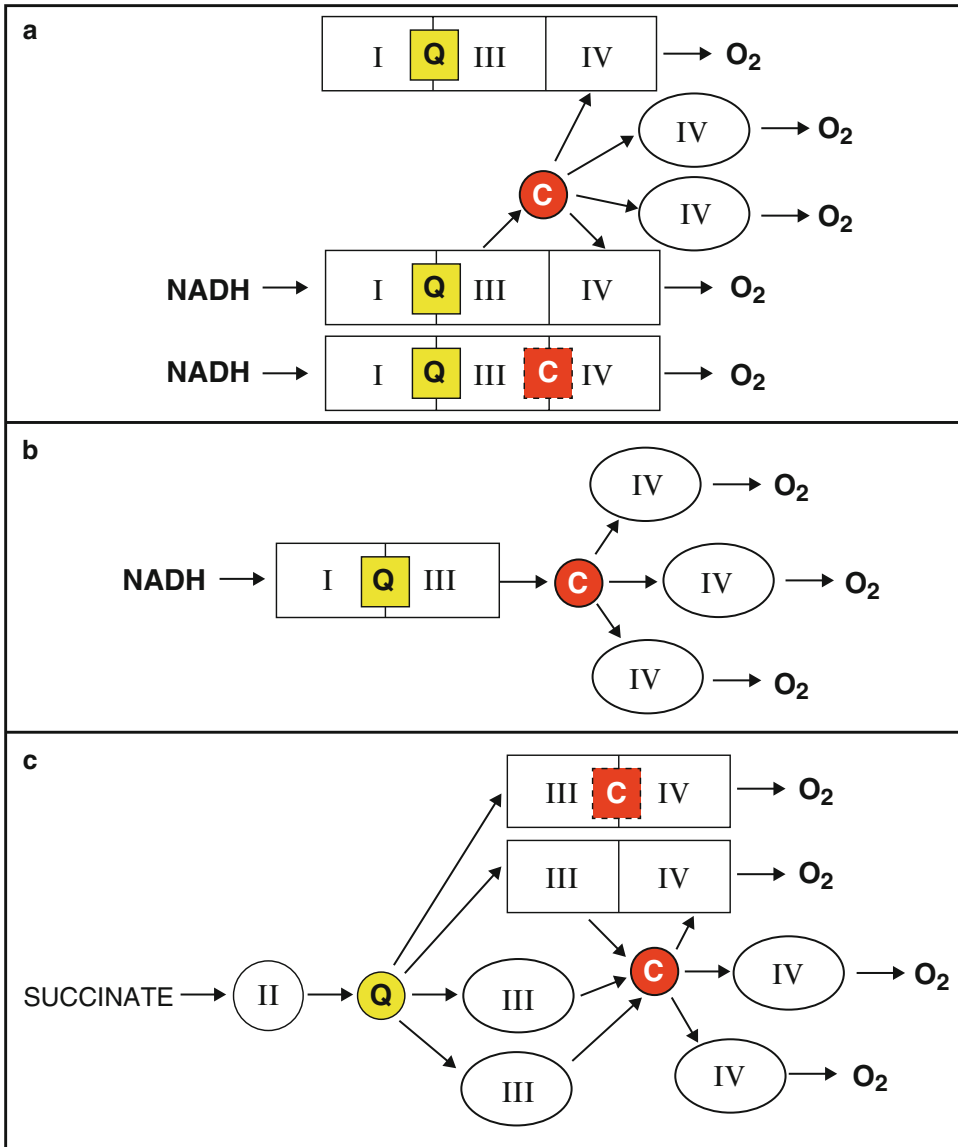 a
I Q III IV O2
IV O2
C
IV O2
NADH I Q III IV O2
NADH I Q III C IV O2
b
IV O2
NADH I Q III C IV O2
IV O2
c
III C IV O2
III IV O2
SUCCINATE II Q III C IV O2
III IV O2